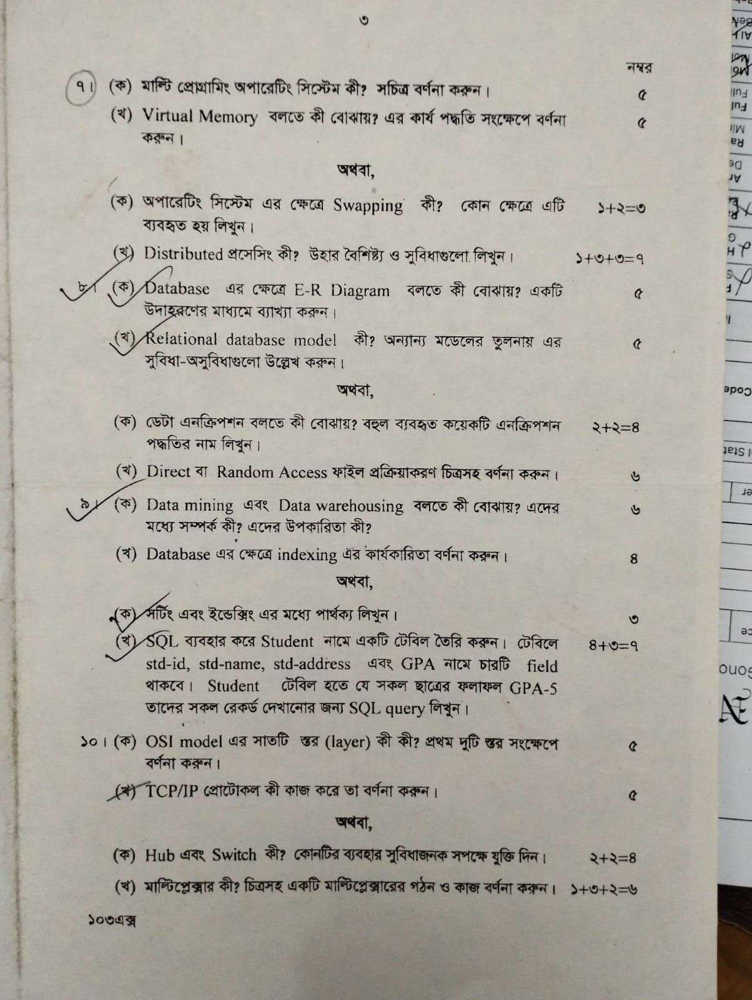 ৩
নম্বর
৭। (ক) মাল্টি প্রোগ্রামিং অপারেটিং সিস্টেম কী? সচিত্র বর্ণনা করুন। ৫
(খ) Virtual Memory বলতে কী বোঝায়? এর কার্য পদ্ধতি সংক্ষেপে বর্ণনা ৫
করুন।
অথবা,
(ক) অপারেটিং সিস্টেম এর ক্ষেত্রে Swapping কী? কোন ক্ষেত্রে এটি ১+২=৩
ব্যবহৃত হয় লিখুন।
(খ) Distributed প্রসেসিং কী? উহার বৈশিষ্ট্য ও সুবিধাগুলো লিখুন। ১+৩+৩=৭
৮। (ক) Database এর ক্ষেত্রে E-R Diagram বলতে কী বোঝায়? একটি ৫
উদাহরণের মাধ্যমে ব্যাখ্যা করুন।
(খ) Relational database model কী? অন্যান্য মডেলের তুলনায় এর ৫
সুবিধা-অসুবিধাগুলো উল্লেখ করুন।
অথবা,
(ক) ডেটা এনক্রিপশন বলতে কী বোঝায়? বহুল ব্যবহৃত কয়েকটি এনক্রিপশন ২+২=৪
পদ্ধতির নাম লিখুন।
(খ) Direct বা Random Access ফাইল প্রক্রিয়াকরণ চিত্রসহ বর্ণনা করুন। ৬
৯। (ক) Data mining এবং Data warehousing বলতে কী বোঝায়? এদের ৬
মধ্যে সম্পর্ক কী? এদের উপকারিতা কী?
(খ) Database এর ক্ষেত্রে indexing এর কার্যকারিতা বর্ণনা করুন। ৪
অথবা,
(ক) সর্টিং এবং ইন্ডেক্সিং এর মধ্যে পার্থক্য লিখুন। ৩
(খ) SQL ব্যবহার করে Student নামে একটি টেবিল তৈরি করুন। টেবিলে ৪+৩=৭
std-id, std-name, std-address এবং GPA নামে চারটি field
থাকবে। Student টেবিল হতে যে সকল ছাত্রের ফলাফল GPA-5
তাদের সকল রেকর্ড দেখানোর জন্য SQL query লিখুন।
১০। (ক) OSI model এর সাতটি স্তর (layer) কী কী? প্রথম দুটি স্তর সংক্ষেপে ৫
বর্ণনা করুন।
(খ) TCP/IP প্রোটোকল কী কাজ করে তা বর্ণনা করুন। ৫
অথবা,
(ক) Hub এবং Switch কী? কোনটির ব্যবহার সুবিধাজনক সপক্ষে যুক্তি দিন। ২+২=৪
(খ) মাল্টিপ্লেক্সার কী? চিত্রসহ একটি মাল্টিপ্লেক্সারের গঠন ও কাজ বর্ণনা করুন। ১+৩+২=৬
১০৩এক্স
Code